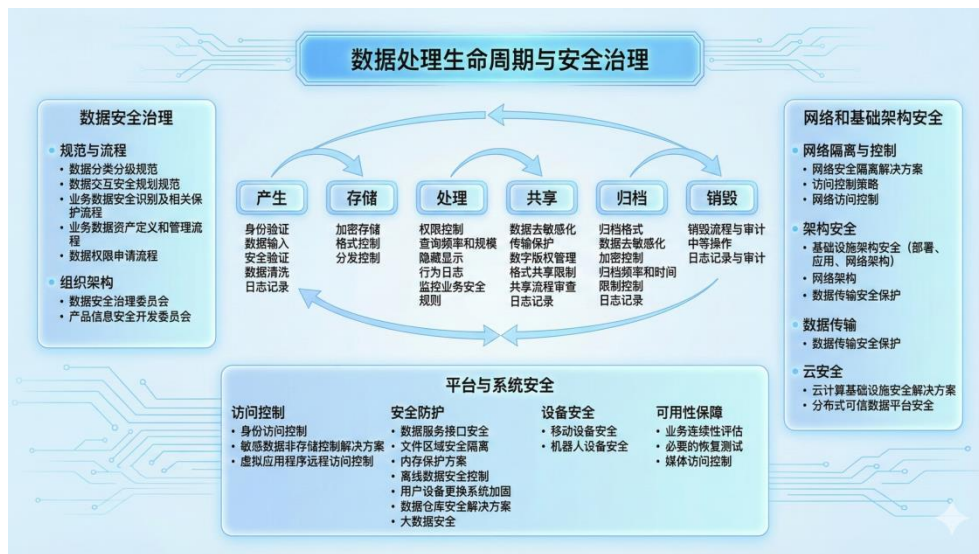 数据处理生命周期与安全治理
数据安全治理
规范与流程
• 数据分类分级规范
• 数据交互安全规划规范
• 业务数据安全识别及相关保
护流程
• 业务数据资产定义和管理流
程
• 数据权限申请流程
组织架构
• 数据安全治理委员会
• 产品信息安全开发委员会
产生
身份验证
数据输入
安全验证
数据清洗
日志记录
存储
加密存储
格式控制
分发控制
处理
权限控制
查询频率和规模
隐藏显示
行为日志
监控业务安全
规则
共享
数据去敏感化
传输保护
数字版权管理
格式共享限制
共享流程审查
日志记录
归档
归档格式
数据去敏感化
加密控制
归档频率和时间
限制控制
日志记录
销毁
销毁流程与审计
中等操作
日志记录与审计
网络和基础架构安全
网络隔离与控制
• 网络安全隔离解决方案
• 访问控制策略
• 网络访问控制
架构安全
• 基础设施架构安全（部署、
应用、网络架构）
• 网络架构
• 数据传输安全保护
数据传输
• 数据传输安全保护
云安全
• 云计算基础设施安全解决方案
• 分布式可信数据平台安全
平台与系统安全
访问控制
• 身份访问控制
• 敏感数据非存储控制解决方案
• 虚拟应用程序远程访问控制
安全防护
• 数据服务接口安全
• 文件区域安全隔离
• 内存保护方案
• 离线数据安全控制
• 用户设备更换系统加固
• 数据仓库安全解决方案
• 大数据安全
设备安全
• 移动设备安全
• 机器人设备安全
可用性保障
• 业务连续性评估
• 必要的恢复测试
• 媒体访问控制